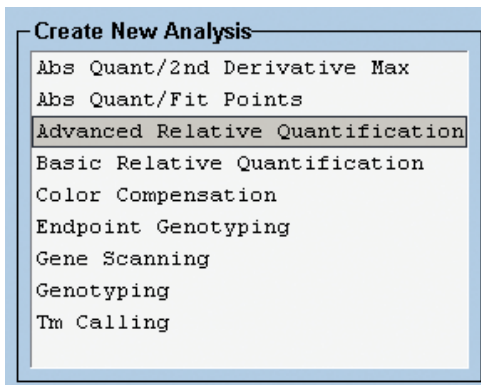 Create New Analysis
Abs Quant/2nd Derivative Max
Abs Quant/Fit Points
Advanced Relative Quantification
Basic Relative Quantification
Color Compensation
Endpoint Genotyping
Gene Scanning
Genotyping
Tm Calling